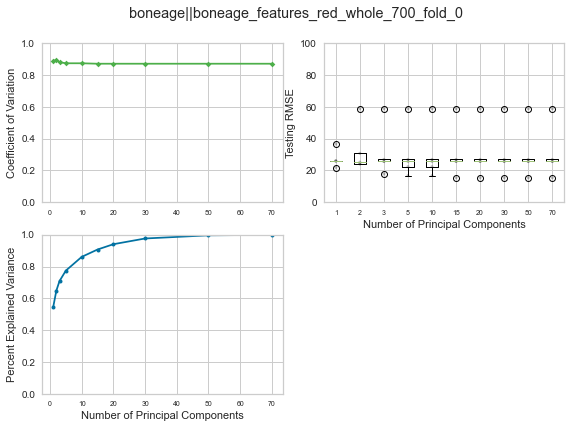 boneage||boneage_features_red_whole_700_fold_0
Coefficient of Variation
1.0
0.8
0.6
0.4
0.2
0.0
0 10 20 30 40 50 60 70
Testing RMSE
100
80
60
40
20
0
1 2 3 5 10 15 20 30 50 70
Number of Principal Components
Percent Explained Variance
1.0
0.8
0.6
0.4
0.2
0.0
0 10 20 30 40 50 60 70
Number of Principal Components